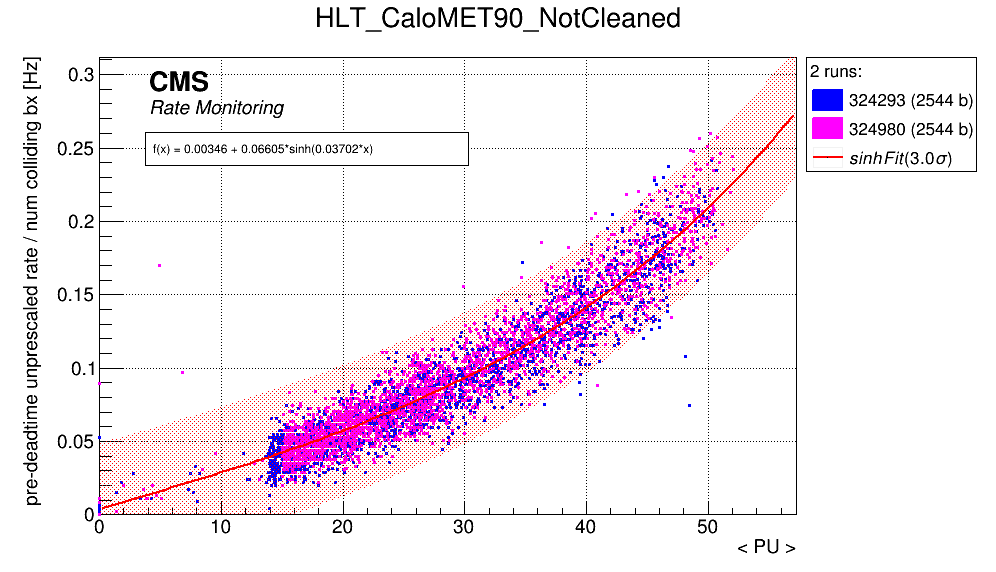 HLT_CaloMET90_NotCleaned
pre-deadtime unprescaled rate / num colliding bx [Hz]
CMS
Rate Monitoring
f(x) = 0.00346 + 0.06605*sinh(0.03702*x)
2 runs:
324293 (2544 b)
324980 (2544 b)
sinhFit(3.0σ)
0.3
0.25
0.2
0.15
0.1
0.05
0
0 10 20 30 40 50
< PU >